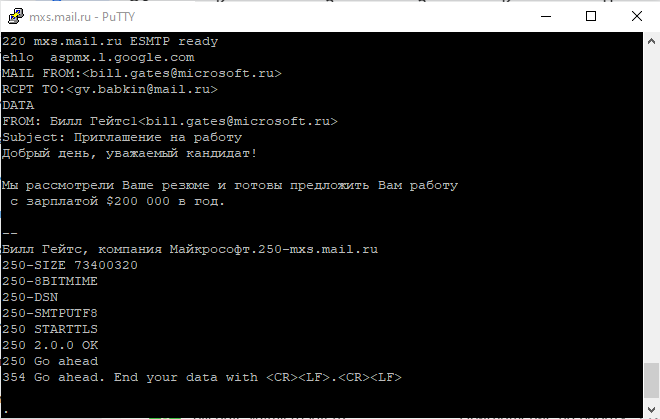 mxs.mail.ru - PuTTY
220 mxs.mail.ru ESMTP ready
ehlo  aspmx.l.google.com
MAIL FROM:<bill.gates@microsoft.ru>
RCPT TO:<gv.babkin@mail.ru>
DATA
FROM: Билл Гейтс1<bill.gates@microsoft.ru>
Subject: Приглашение на работу
Добрый день, уважаемый кандидат!
Мы рассмотрели Ваше резюме и готовы предложить Вам работу
 с зарплатой $200 000 в год.
--
Билл Гейтс, компания Майкрософт.250-mxs.mail.ru
250-SIZE 73400320
250-8BITMIME
250-DSN
250-SMTPUTF8
250 STARTTLS
250 2.0.0 OK
250 Go ahead
354 Go ahead. End your data with <CR><LF>.<CR><LF>
.